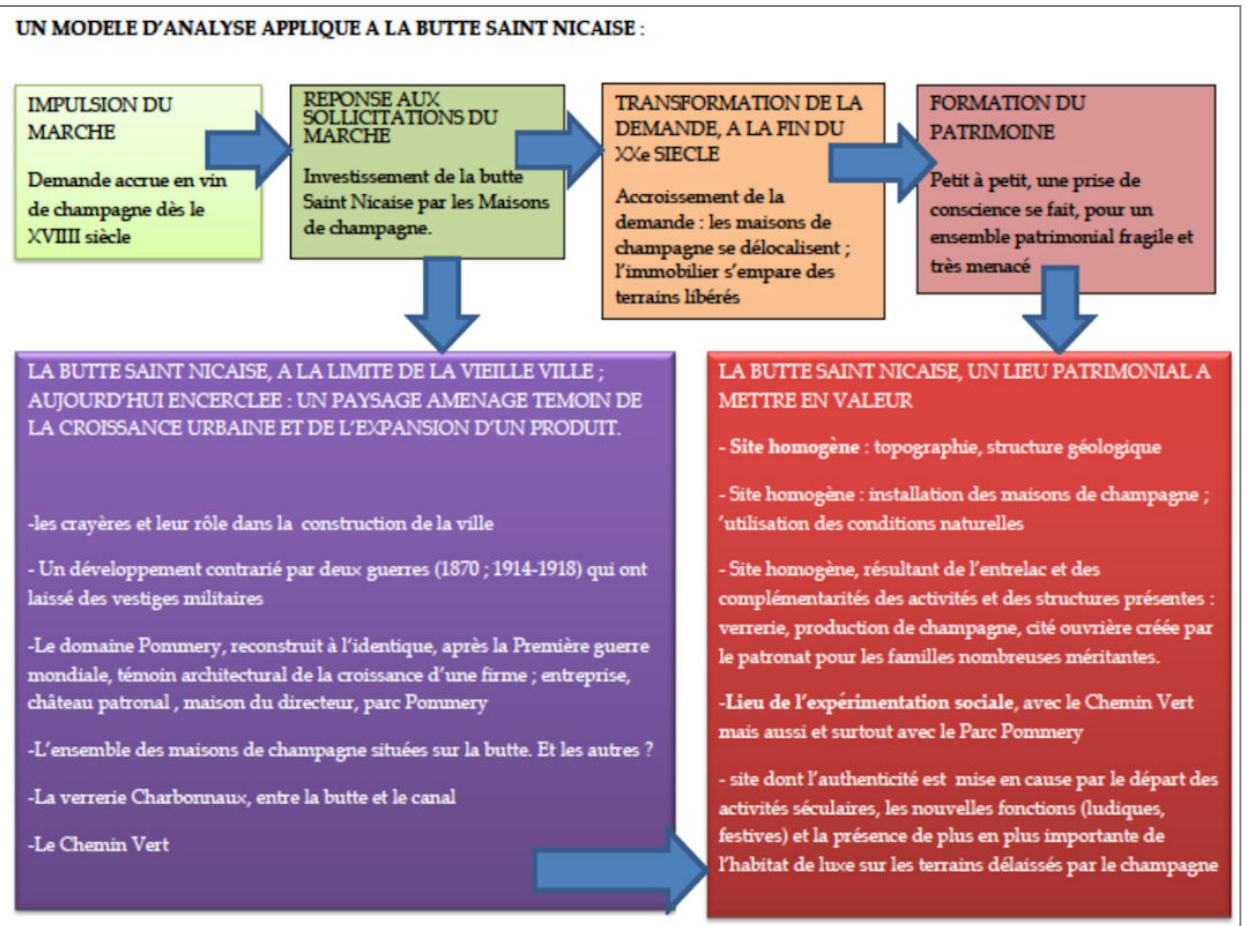 UN MODELE D'ANALYSE APPLIQUE A LA BUTTE SAINT NICAISE :
IMPULSION DU
MARCHE
Demande accrue en vin
de champagne dès le
XVIIII siècle
REPONSE AUX
SOLLICITATIONS DU
MARCHE
Investissement de la butte
Saint Nicaise par les Maisons
de champagne.
TRANSFORMATION DE LA
DEMANDE, A LA FIN DU
XXe SIECLE
Accroissement de la
demande : les maisons de
champagne se délocalisent ;
l'immobilier s'empare des
terrains libérés
FORMATION DU
PATRIMOINE
Petit à petit, une prise de
conscience se fait, pour un
ensemble patrimonial fragile et
très menacé
LA BUTTE SAINT NICAISE, A LA LIMITE DE LA VIEILLE VILLE ;
AUJOURD'HUI ENCERCLEE : UN PAYSAGE AMENAGE TEMOIN DE
LA CROISSANCE URBAINE ET DE L'EXPANSION D'UN PRODUIT.
-les crayères et leur rôle dans la construction de la ville
- Un développement contrarié par deux guerres (1870 ; 1914-1918) qui ont
laissé des vestiges militaires
-Le domaine Pommery, reconstruit à l'identique, après la Première guerre
mondiale, témoin architectural de la croissance d'une firme ; entreprise,
château patronal , maison du directeur, parc Pommery
-L'ensemble des maisons de champagne situées sur la butte. Et les autres ?
-La verrerie Charbonnaux, entre la butte et le canal
-Le Chemin Vert
LA BUTTE SAINT NICAISE, UN LIEU PATRIMONIAL A
METTRE EN VALEUR
- Site homogène : topographie, structure géologique
- Site homogène : installation des maisons de champagne ;
'utilisation des conditions naturelles
- Site homogène, résultant de l'entrelac et des
complémentarités des activités et des structures présentes :
verrerie, production de champagne, cité ouvrière créée par
le patronat pour les familles nombreuses méritantes.
-Lieu de l'expérimentation sociale, avec le Chemin Vert
mais aussi et surtout avec le Parc Pommery
- site dont l'authenticité est mise en cause par le départ des
activités séculaires, les nouvelles fonctions (ludiques,
festives) et la présence de plus en plus importante de
l'habitat de luxe sur les terrains délaissés par le champagne